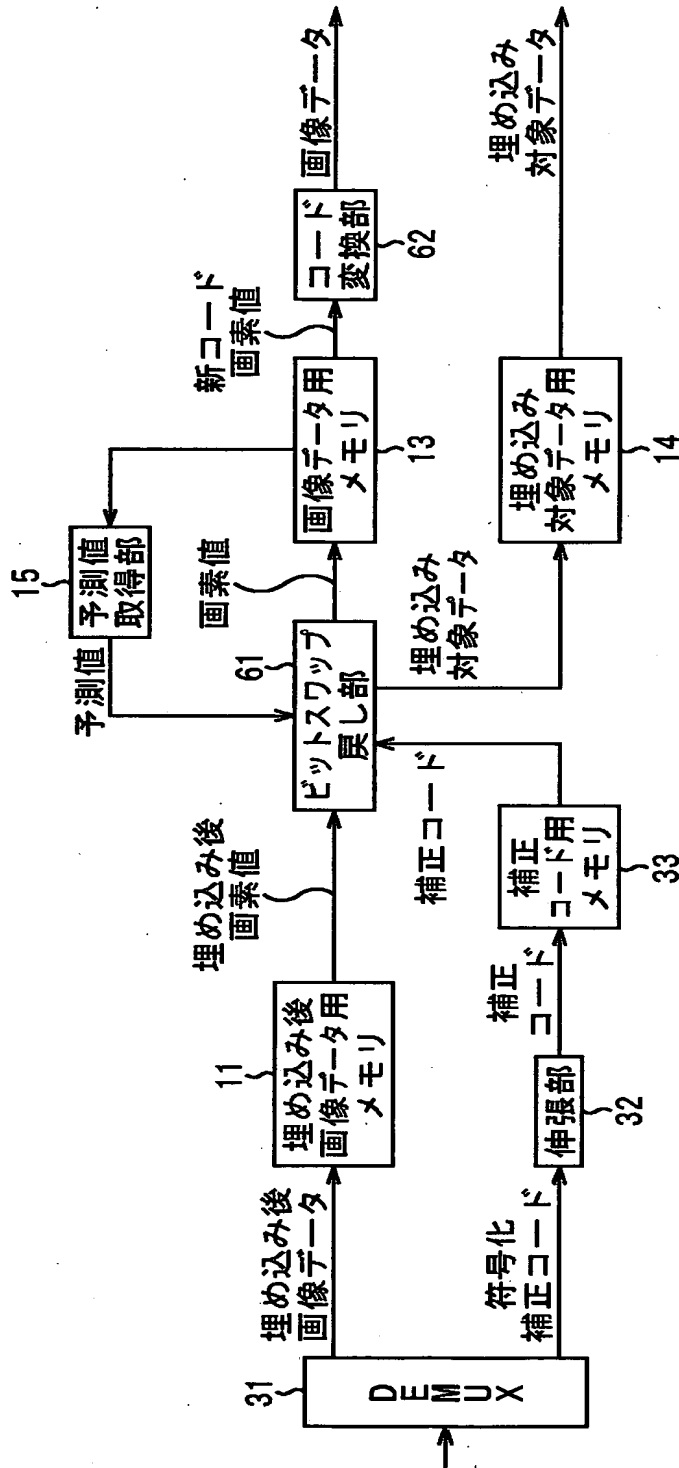 31
DEMUX
埋め込み後
画像データ
11
埋め込み後
画像データ用
メモリ
埋め込み後
画素値
符号化
補正コード
伸張部
32
補正
コード
補正
コード用
メモリ
33
補正コード
61
ビットスワップ
戻し部
予測値
15
予測値
取得部
画素値
画像データ用
メモリ
13
新コード
画素値
コード
変換部
62
画像データ
埋め込み
対象データ
埋め込み
対象データ用
メモリ
14
埋め込み
対象データ